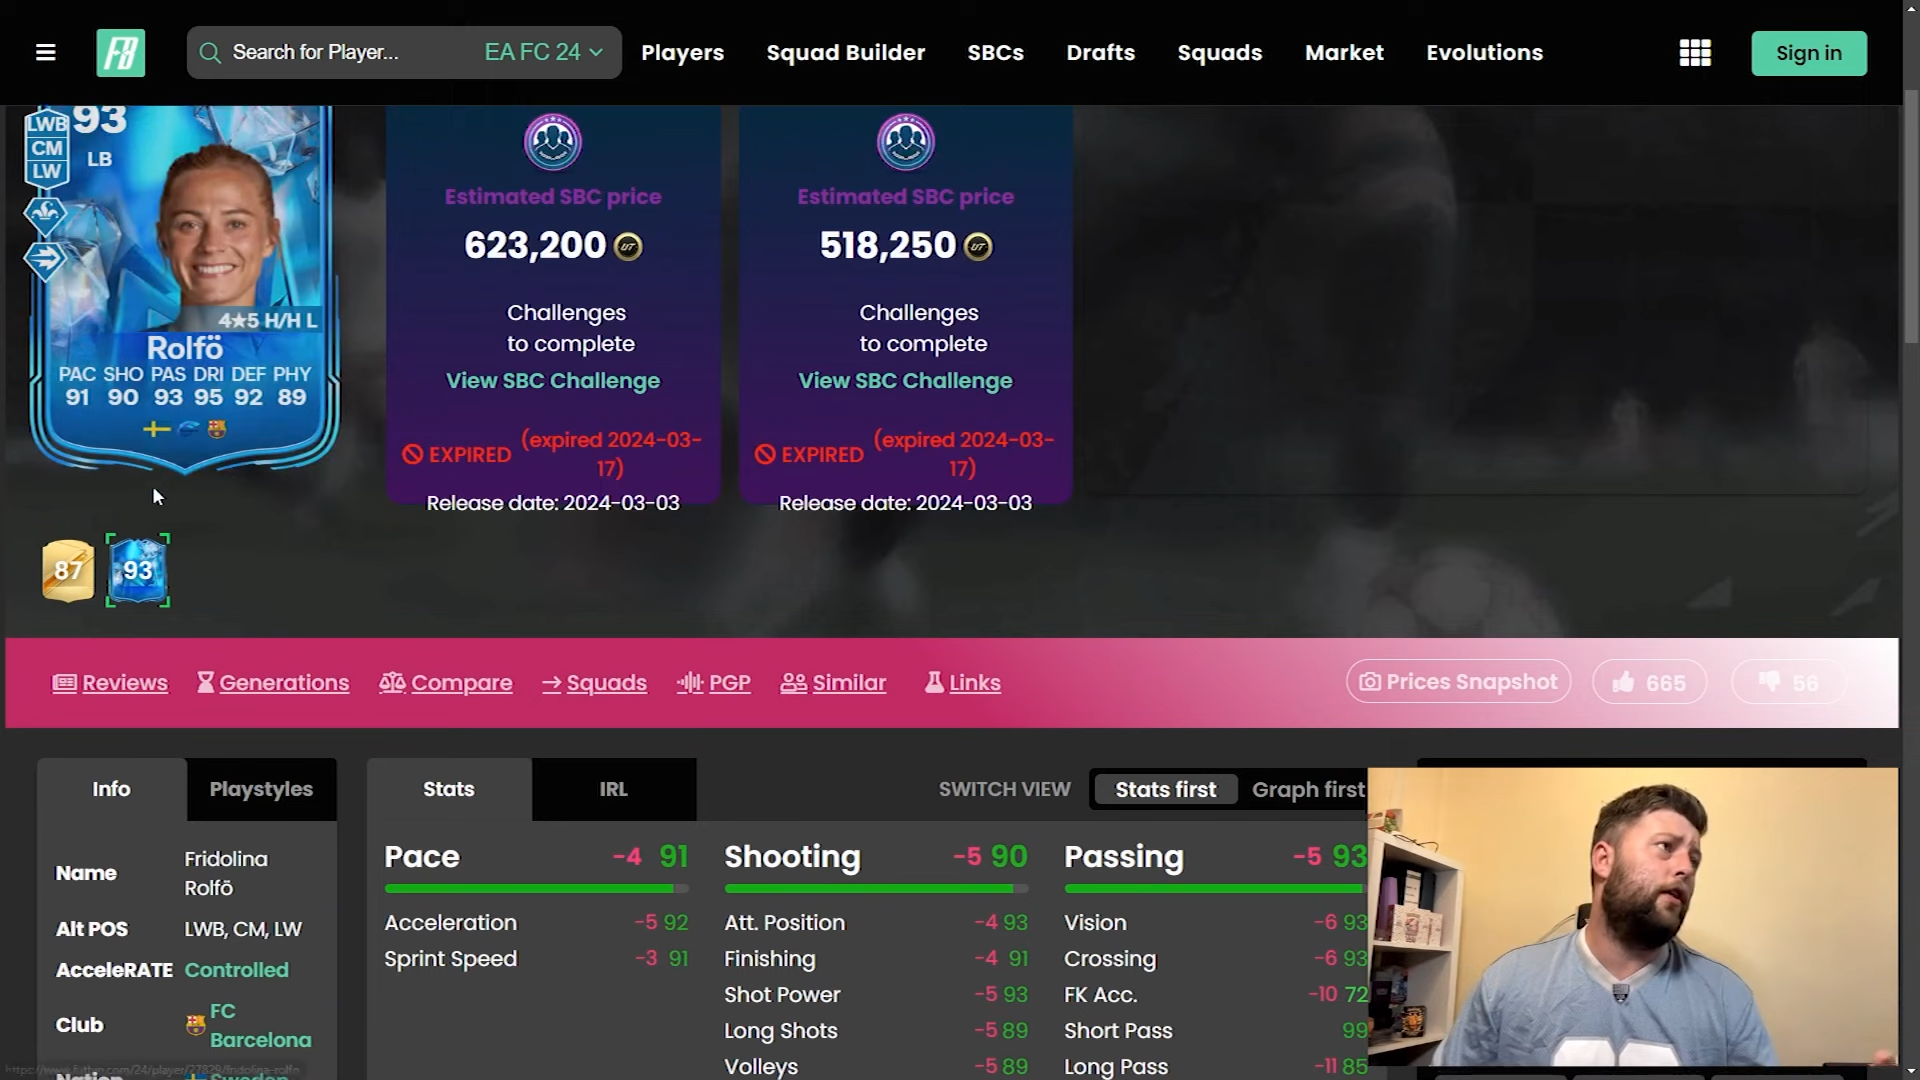 Search for Player... EA FC 24 Players Squad Builder SBCs Drafts Squads Market Evolutions Sign in
93
LWB
CM
LW
LB
4★5 H/H L
Rolfö
PAC SHO PAS DRI DEF PHY
91 90 93 95 92 89
Estimated SBC price
623,200
Challenges
to complete
View SBC Challenge
EXPIRED (expired 2024-03-
17)
Release date: 2024-03-03
Estimated SBC price
518,250
Challenges
to complete
View SBC Challenge
EXPIRED (expired 2024-03-
17)
Release date: 2024-03-03
87 93
Reviews Generations Compare Squads PGP Similar Links Prices Snapshot 665 56
Info Playstyles
Name Fridolina
Rolfö
Alt POS LWB, CM, LW
AcceleRATE Controlled
Club FC
Barcelona
Nation Sweden
Stats IRL SWITCH VIEW Stats first Graph first
Pace -4 91
Acceleration -5 92
Sprint Speed -3 91
Shooting -5 90
Att. Position -4 93
Finishing -4 91
Shot Power -5 93
Long Shots -5 89
Volleys -5 89
Passing -5 93
Vision -6 93
Crossing -6 93
FK Acc. -10 72
Short Pass 99
Long Pass -11 85